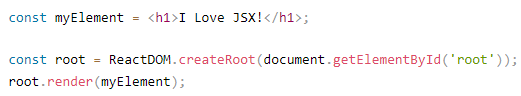 const myElement = <h1>I Love JSX!</h1>;
const root = ReactDOM.createRoot(document.getElementById('root'));
root.render(myElement);